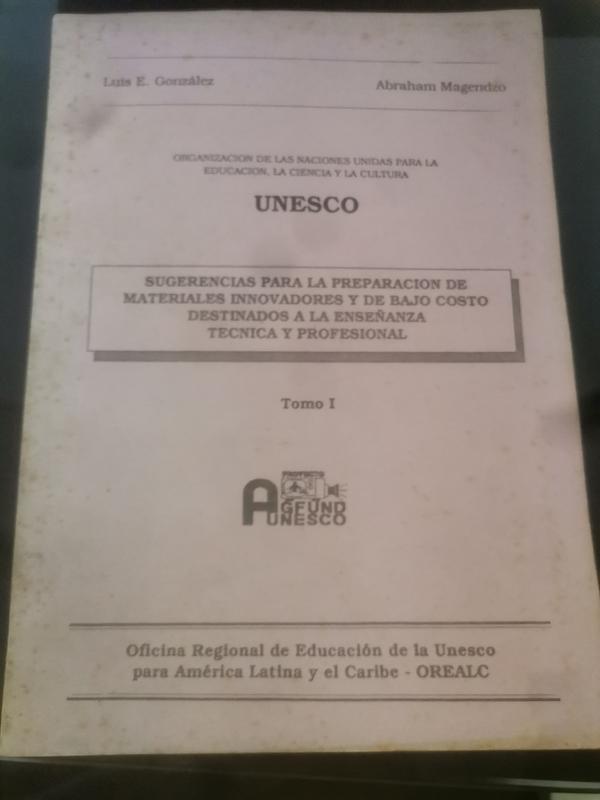 Luis E. González
Abraham Magendzo
ORGANIZACION DE LAS NACIONES UNIDAS PARA LA
EDUCACION, LA CIENCIA Y LA CULTURA
UNESCO
SUGERENCIAS PARA LA PREPARACION DE
MATERIALES INNOVADORES Y DE BAJO COSTO
DESTINADOS A LA ENSEÑANZA
TECNICA Y PROFESIONAL
Tomo I
PROYECTO
AGFUND
UNESCO
Oficina Regional de Educación de la Unesco
para América Latina y el Caribe - OREALC